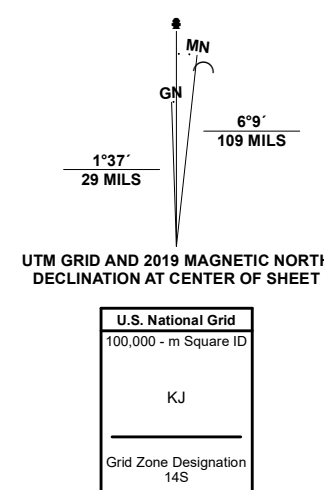 MN
GN
6°9´
109 MILS
1°37´
29 MILS
UTM GRID AND 2019 MAGNETIC NORTH
DECLINATION AT CENTER OF SHEET
U.S. National Grid
100,000 - m Square ID
KJ
Grid Zone Designation
14S